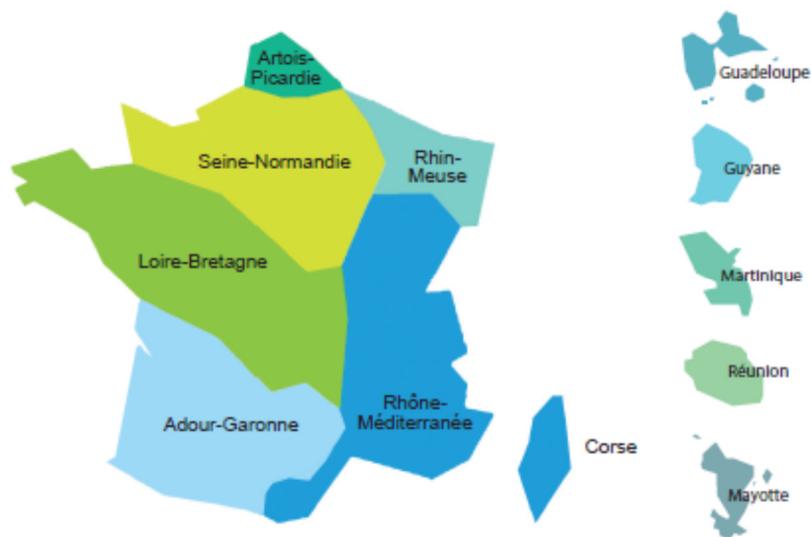 Artois-
Picardie
Seine-Normandie
Rhin-
Meuse
Loire-Bretagne
Adour-Garonne
Rhône-
Méditerranée
Corse
Guadeloupe
Guyane
Martinique
Réunion
Mayotte